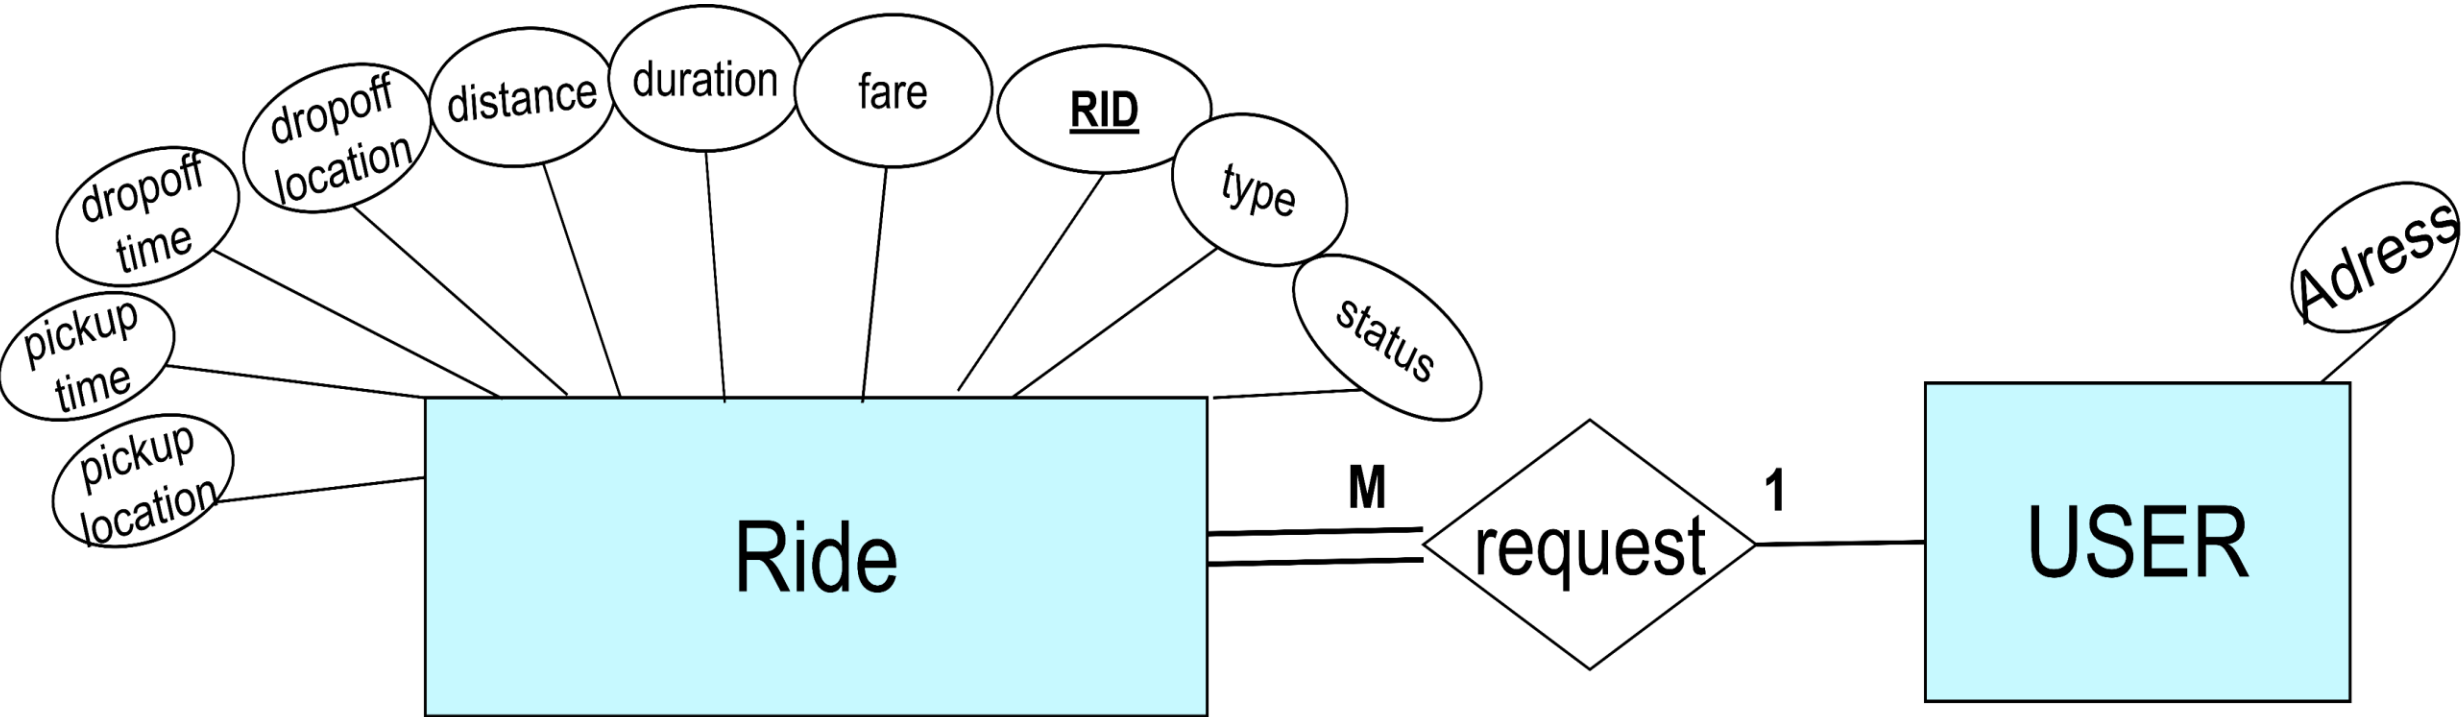 duration
fare
distance
RID
dropoff
location
type
dropoff
time
Adress
pickup
time
status
pickup
location
M
1
Ride
request
USER